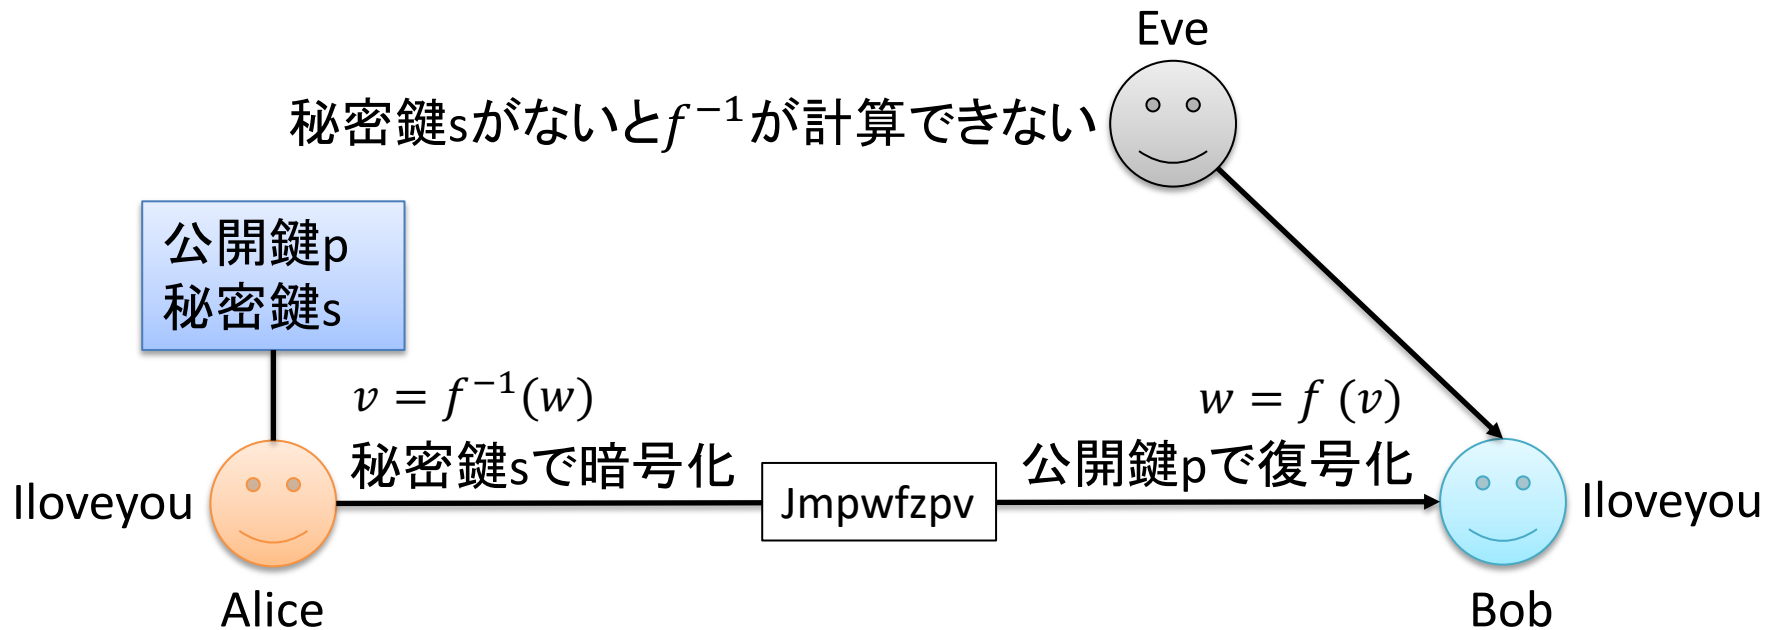 Eve
秘密鍵sがないとf⁻¹が計算できない
公開鍵p
秘密鍵s
v = f⁻¹(w)
秘密鍵sで暗号化
w = f (v)
公開鍵pで復号化
Iloveyou
Jmpwfzpv
Iloveyou
Alice
Bob